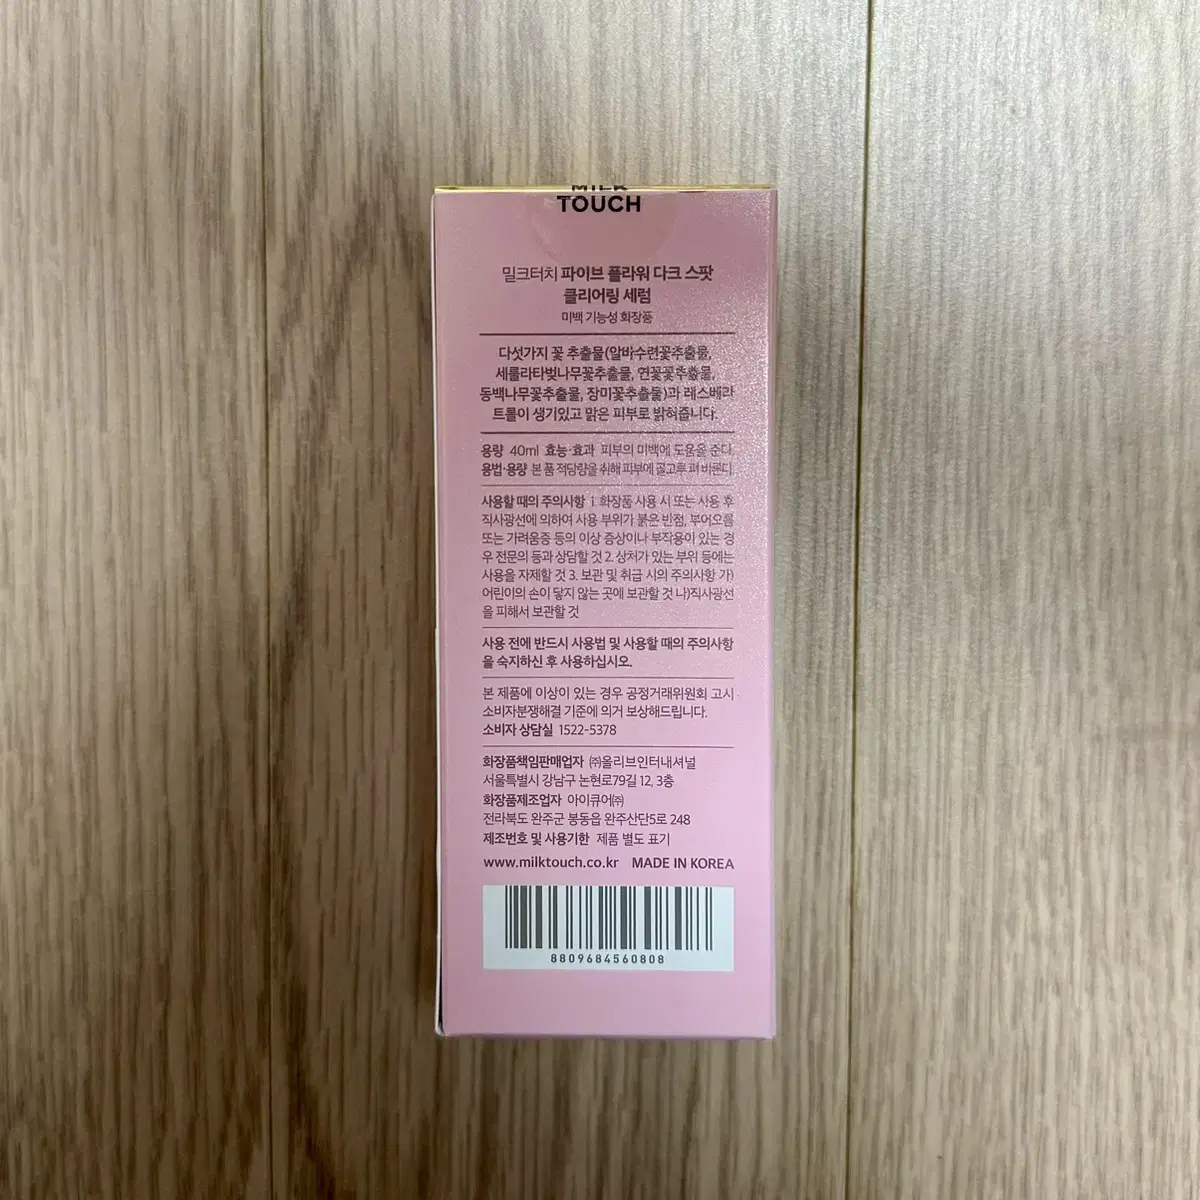 MILK
TOUCH
밀크터치 파이브 플라워 다크 스팟
클리어링 세럼
미백 기능성 화장품
다섯가지 꽃 추출물(알바수련꽃추출물,
세룰라타벚나무꽃추출물, 연꽃꽃추출물,
동백나무꽃추출물, 장미꽃추출물)과 레스베라
트롤이 생기있고 맑은 피부로 밝혀줍니다.
용량 40ml 효능·효과 피부의 미백에 도움을 준다.
용법·용량 본 품 적당량을 취해 피부에 골고루 펴 바른다.
사용할 때의 주의사항 1. 화장품 사용 시 또는 사용 후
직사광선에 의하여 사용 부위가 붉은 반점, 부어오름
또는 가려움증 등의 이상 증상이나 부작용이 있는 경
우 전문의 등과 상담할 것 2. 상처가 있는 부위 등에는
사용을 자제할 것 3. 보관 및 취급 시의 주의사항 가)
어린이의 손이 닿지 않는 곳에 보관할 것 나)직사광선
을 피해서 보관할 것
사용 전에 반드시 사용법 및 사용할 때의 주의사항
을 숙지하신 후 사용하십시오.
본 제품에 이상이 있는 경우 공정거래위원회 고시
소비자분쟁해결 기준에 의거 보상해드립니다.
소비자 상담실 1522-5378
화장품책임판매업자 ㈜올리브인터내셔널
서울특별시 강남구 논현로79길 12, 3층
화장품제조업자 아이큐어㈜
전라북도 완주군 봉동읍 완주산단5로 248
제조번호 및 사용기한 제품 별도 표기
www.milktouch.co.kr MADE IN KOREA
8809684560808